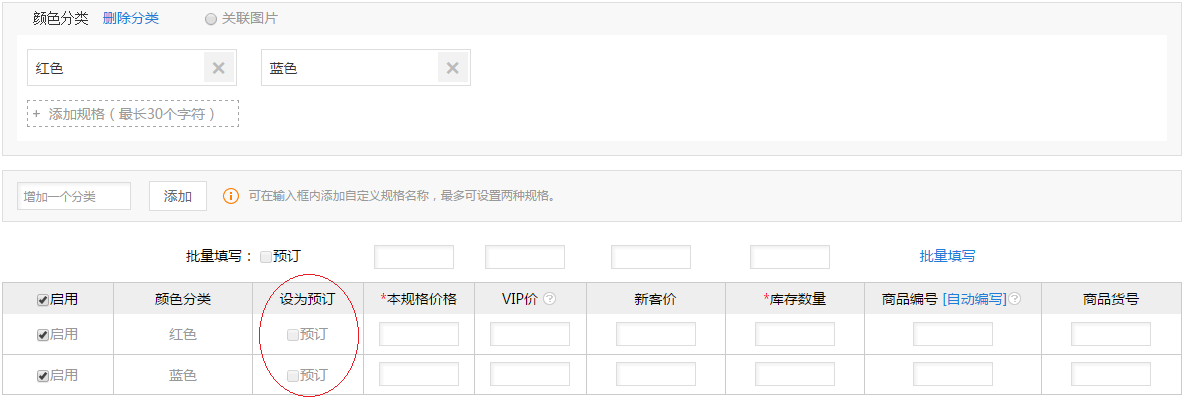 颜色分类 删除分类 关联图片
红色 蓝色
+ 添加规格（最长30个字符）
增加一个分类 添加 可在输入框内添加自定义规格名称，最多可设置两种规格。
批量填写： 预订 批量填写
启用 颜色分类 设为预订 *本规格价格 VIP价 ? 新客价 *库存数量 商品编号 [自动编写] ? 商品货号
启用 红色 预订
启用 蓝色 预订